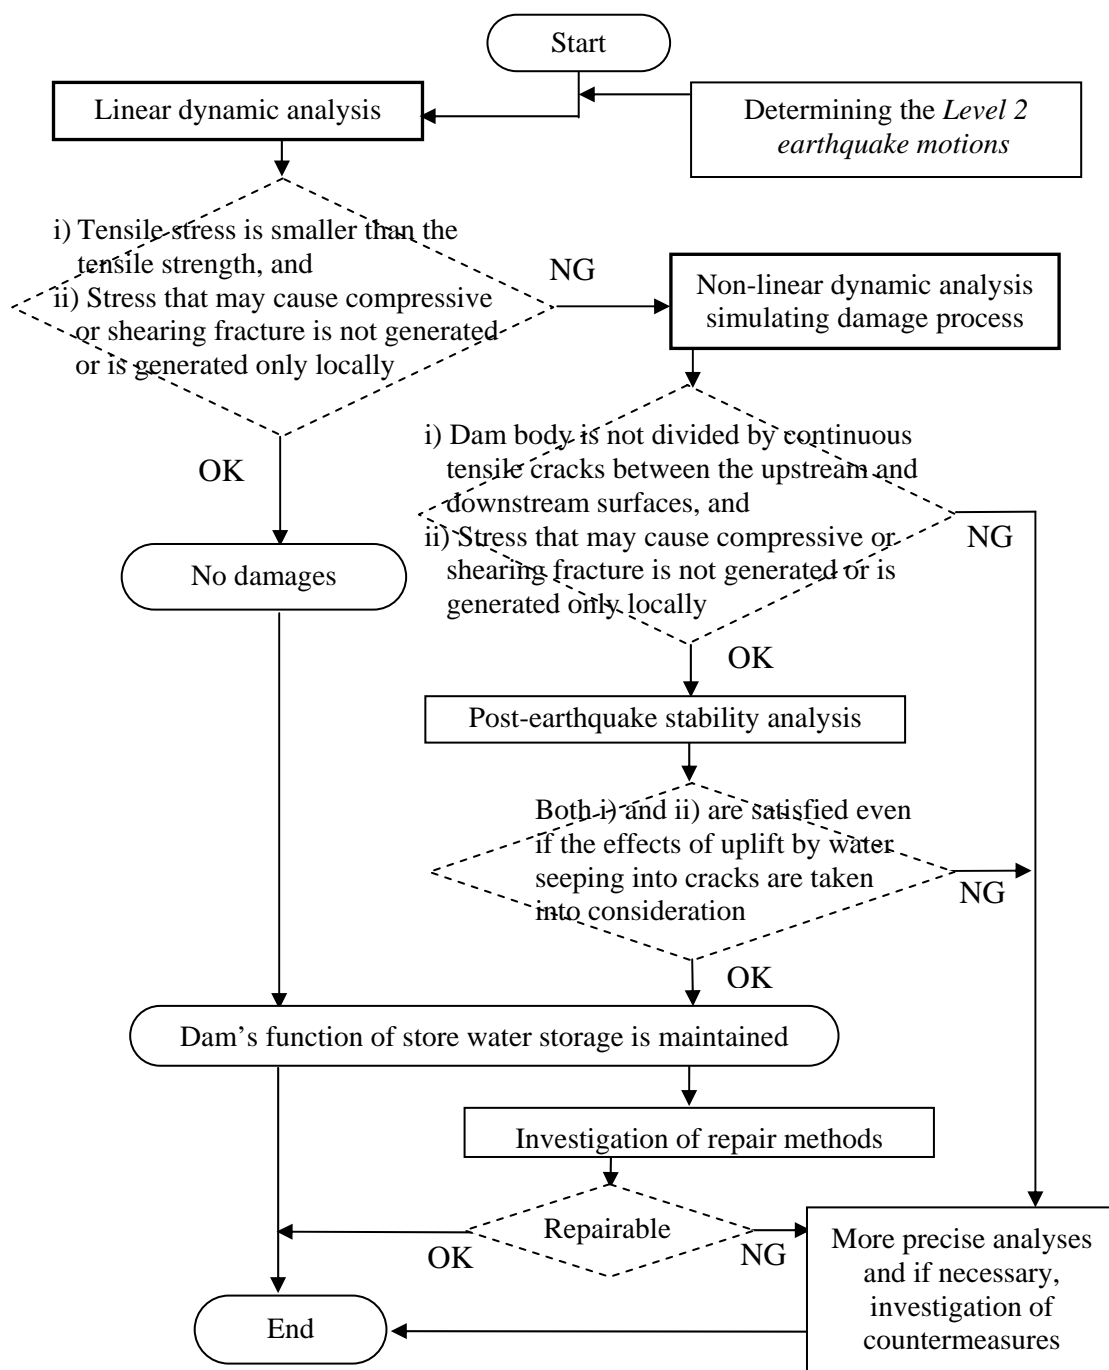 Start
Linear dynamic analysis
Determining the Level 2
earthquake motions
i) Tensile stress is smaller than the
tensile strength, and
ii) Stress that may cause compressive
or shearing fracture is not generated
or is generated only locally
NG
Non-linear dynamic analysis
simulating damage process
OK
i) Dam body is not divided by continuous
tensile cracks between the upstream and
downstream surfaces, and
ii) Stress that may cause compressive or
shearing fracture is not generated or is
generated only locally
NG
No damages
OK
Post-earthquake stability analysis
Both i) and ii) are satisfied even
if the effects of uplift by water
seeping into cracks are taken
into consideration
NG
OK
Dam's function of store water storage is maintained
Investigation of repair methods
Repairable
OK
NG
More precise analyses
and if necessary,
investigation of
countermeasures
End